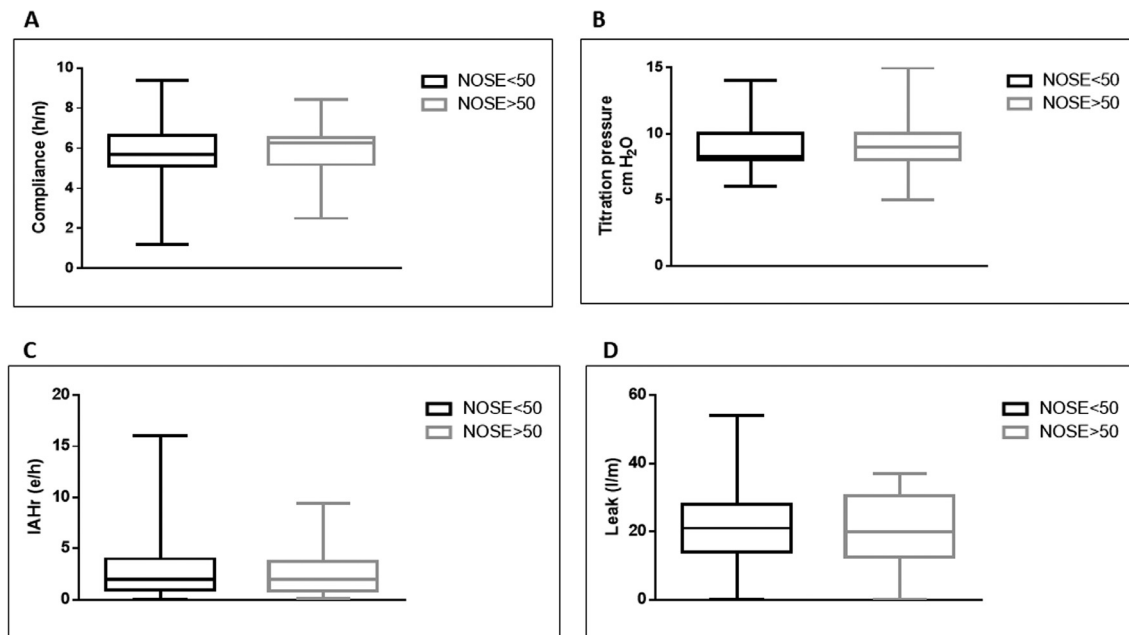 A
Compliance (h/n)
10
8
6
4
2
0
NOSE<50
NOSE>50
B
Titration pressure
cm H₂O
15
10
5
0
NOSE<50
NOSE>50
C
IAHr (e/h)
20
15
10
5
0
NOSE<50
NOSE>50
D
Leak (l/m)
60
40
20
0
NOSE<50
NOSE>50